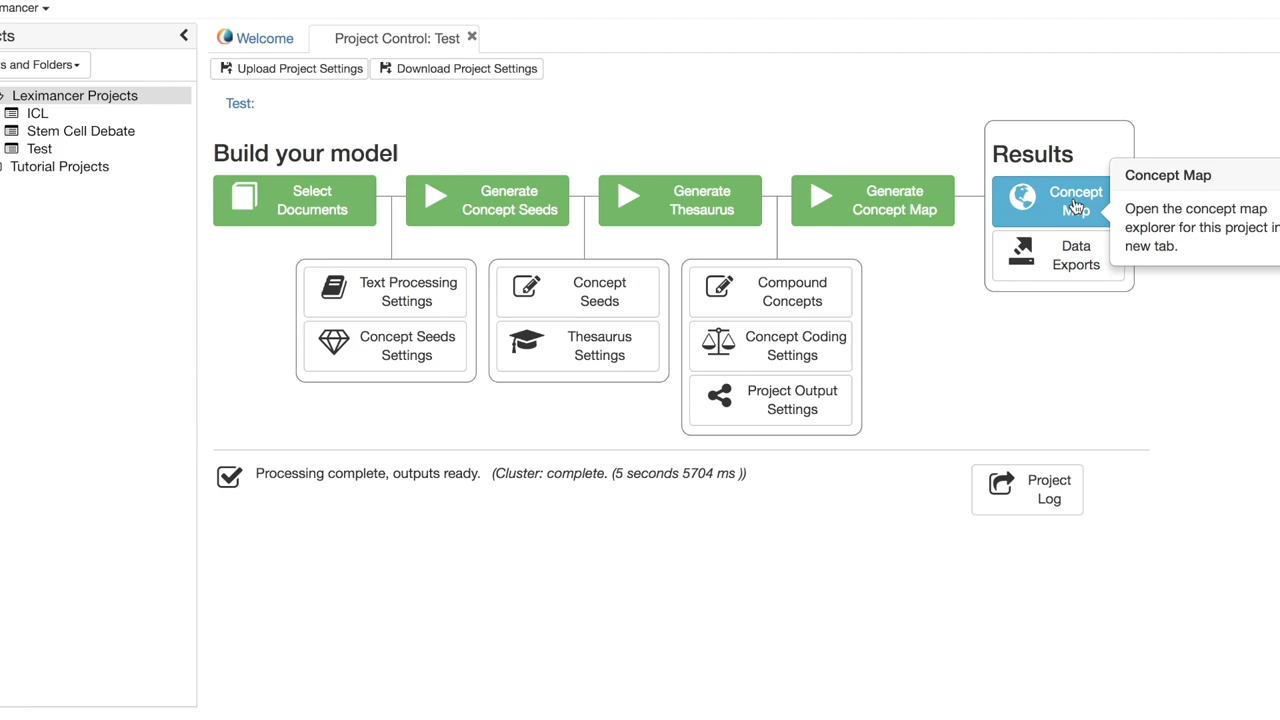 mancer
cts
Welcome
Project Control: Test
s and Folders
Upload Project Settings
Download Project Settings
Leximancer Projects
ICL
Stem Cell Debate
Test
Tutorial Projects
Test:
Build your model
Select
Documents
Generate
Concept Seeds
Generate
Thesaurus
Generate
Concept Map
Results
Concept
Map
Data
Exports
Concept Map
Open the concept map
explorer for this project in
new tab.
Text Processing
Settings
Concept Seeds
Settings
Concept
Seeds
Thesaurus
Settings
Compound
Concepts
Concept Coding
Settings
Project Output
Settings
Processing complete, outputs ready. (Cluster: complete. (5 seconds 5704 ms ))
Project
Log